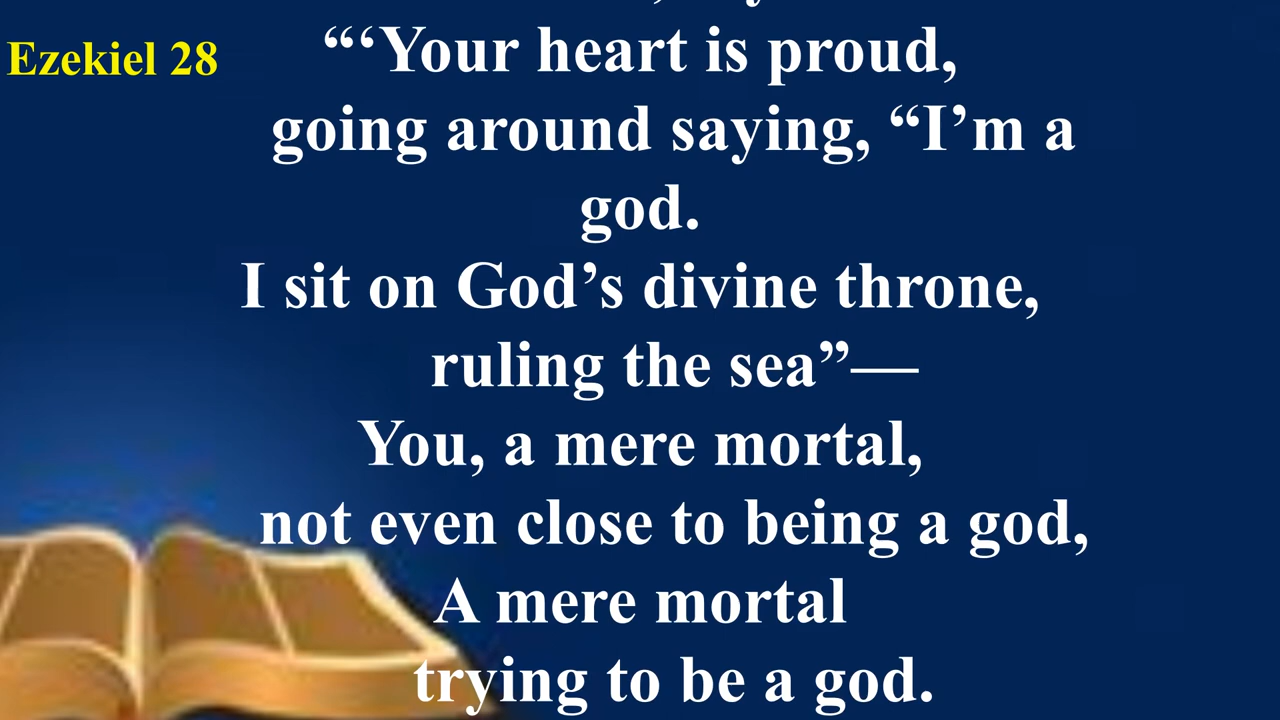 Ezekiel 28
“‘Your heart is proud,
going around saying, “I’m a
god.
I sit on God’s divine throne,
ruling the sea”—
You, a mere mortal,
not even close to being a god,
A mere mortal
trying to be a god.